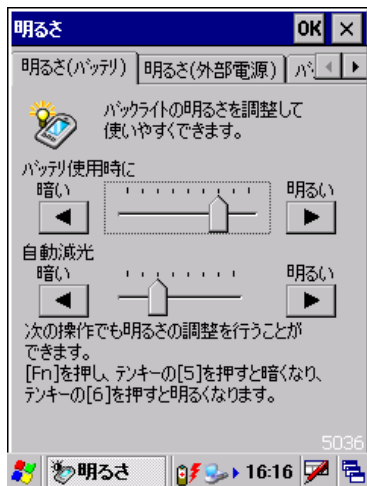 明るさ OK ×
明るさ(バッテリ) 明るさ(外部電源)
バックライトの明るさを調整して
使いやすくできます。
バッテリ使用時に
暗い 明るい
自動減光
暗い 明るい
次の操作でも明るさの調整を行うことが
できます。
[Fn]を押し、テンキーの[5]を押すと暗くなり、
テンキーの[6]を押すと明るくなります。
5036
明るさ 16:16